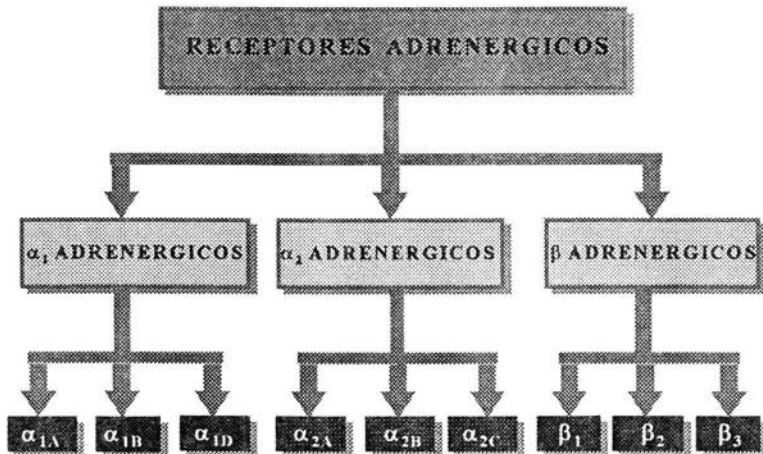 RECEPTORES ADRENERGICOS
α₁ ADRENERGICOS
α₂ ADRENERGICOS
β ADRENERGICOS
α₁A
α₁B
α₁D
α₂A
α₂B
α₂C
β₁
β₂
β₃